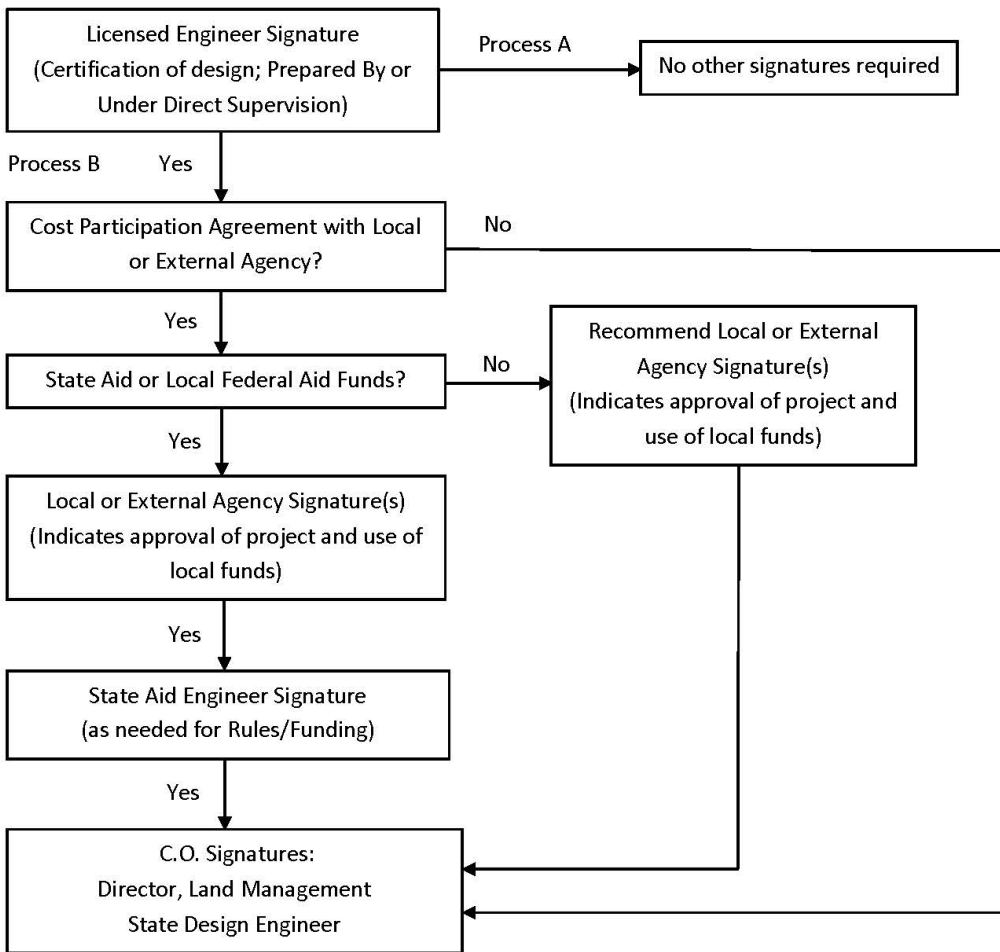 Licensed Engineer Signature
(Certification of design; Prepared By or
Under Direct Supervision)
Process A
No other signatures required
Process B Yes
Cost Participation Agreement with Local
or External Agency?
No
Yes
State Aid or Local Federal Aid Funds?
No
Recommend Local or External
Agency Signature(s)
(Indicates approval of project and
use of local funds)
Yes
Local or External Agency Signature(s)
(Indicates approval of project and use of
local funds)
Yes
State Aid Engineer Signature
(as needed for Rules/Funding)
Yes
C.O. Signatures:
Director, Land Management
State Design Engineer